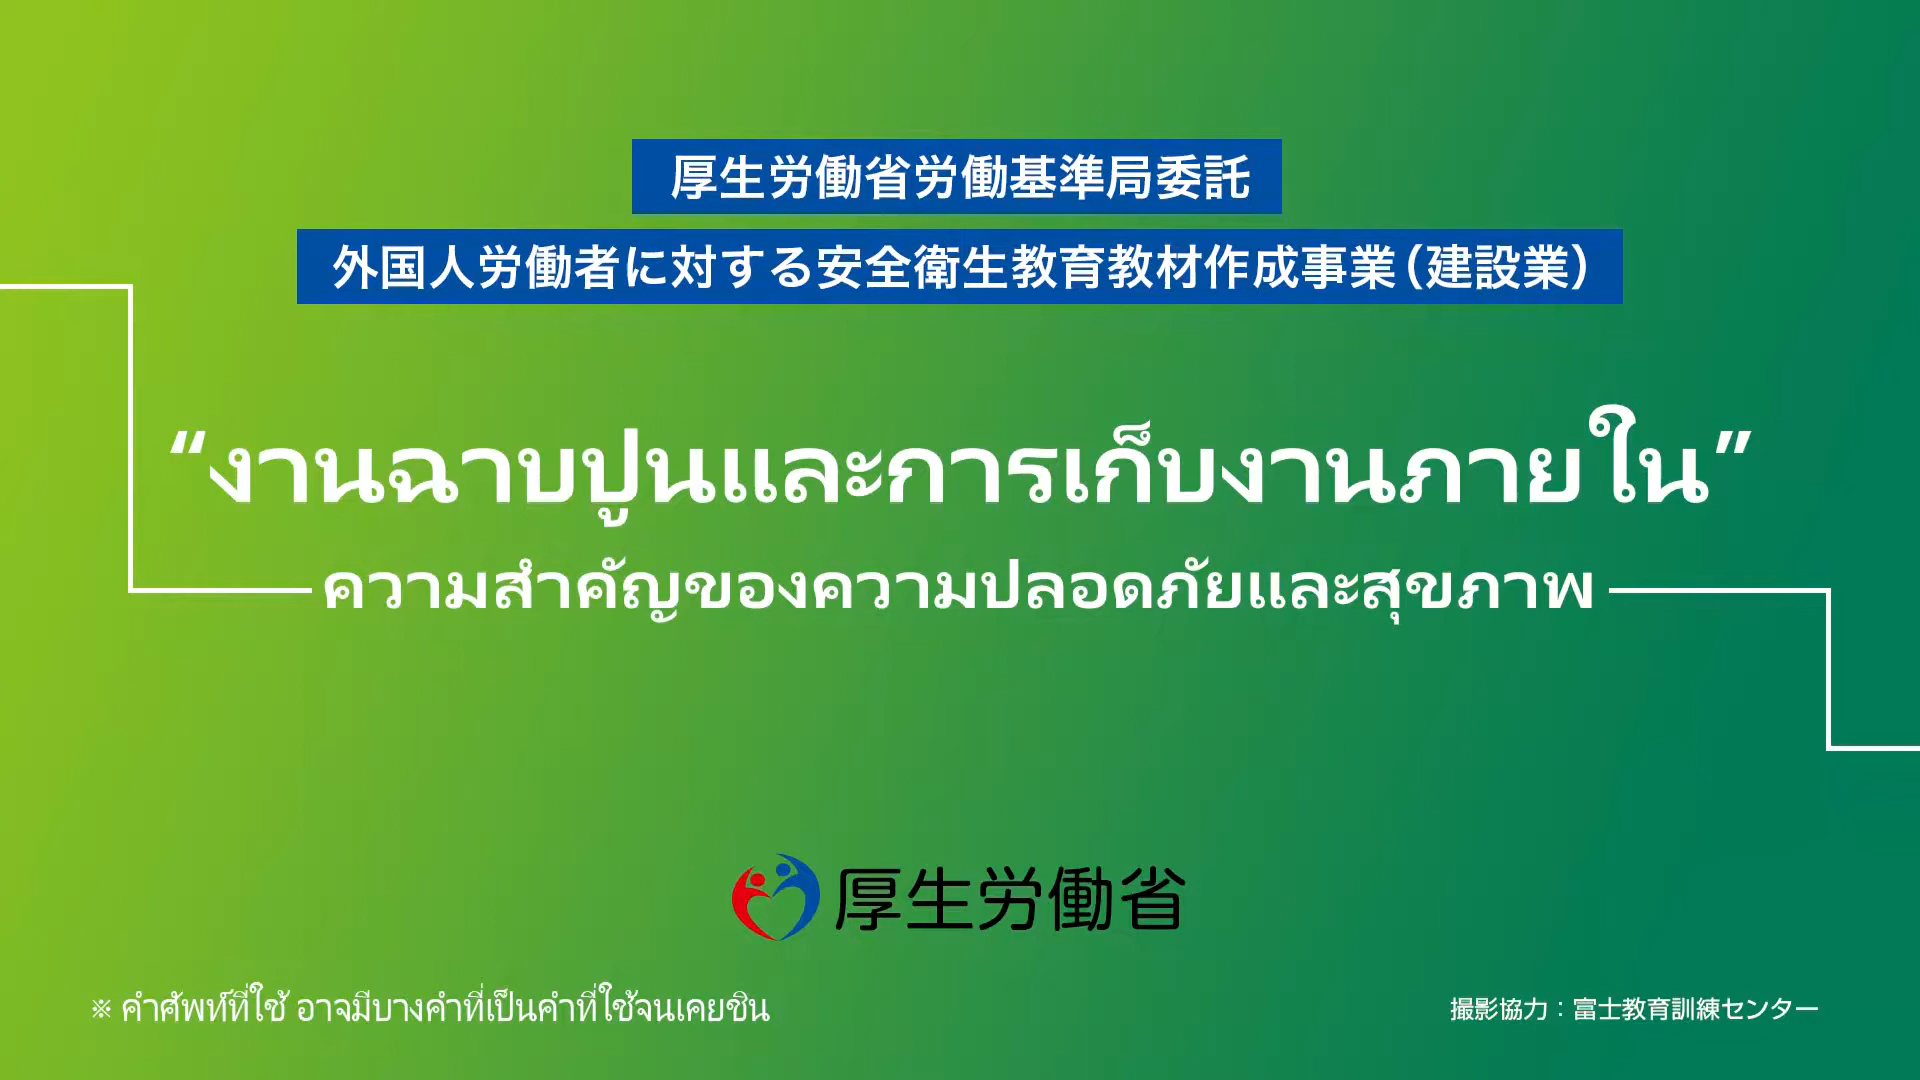 厚生労働省労働基準局委託
外国人労働者に対する安全衛生教育教材作成事業（建設業）
“งานฉาบปูนและการเก็บงานภายใน”
ความสำคัญของความปลอดภัยและสุขภาพ
厚生労働省
※ คำศัพท์ที่ใช้ อาจมีบางคำที่เป็นคำที่ใช้จนเคยชิน
撮影協力：富士教育訓練センター